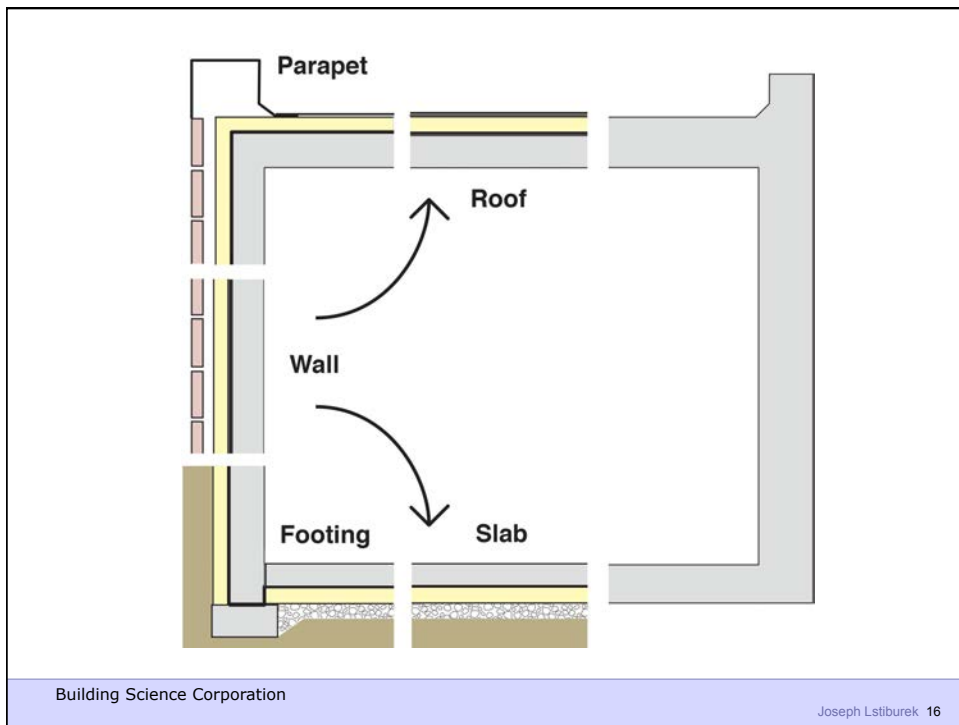 Parapet
Roof
Wall
Footing
Slab
Building Science Corporation
Joseph Lstiburek 16